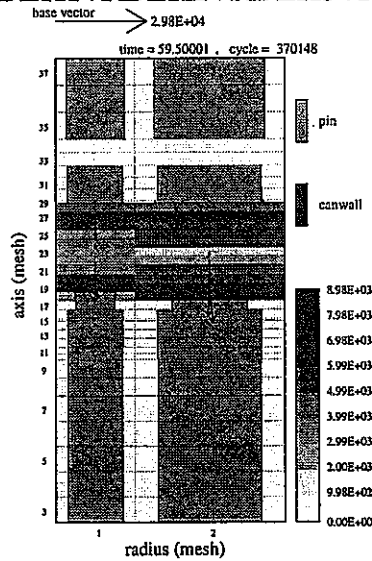 base vector
2.98E+04
time = 59.50001 , cycle = 370148
37
35
33
31
29
27
25
23
21
19
17
15
13
11
9
7
5
3
axis (mesh)
1 2
radius (mesh)
pin
canwall
8.98E+03
7.98E+03
6.98E+03
5.99E+03
4.99E+03
3.99E+03
2.99E+03
2.00E+03
9.98E+02
0.00E+00